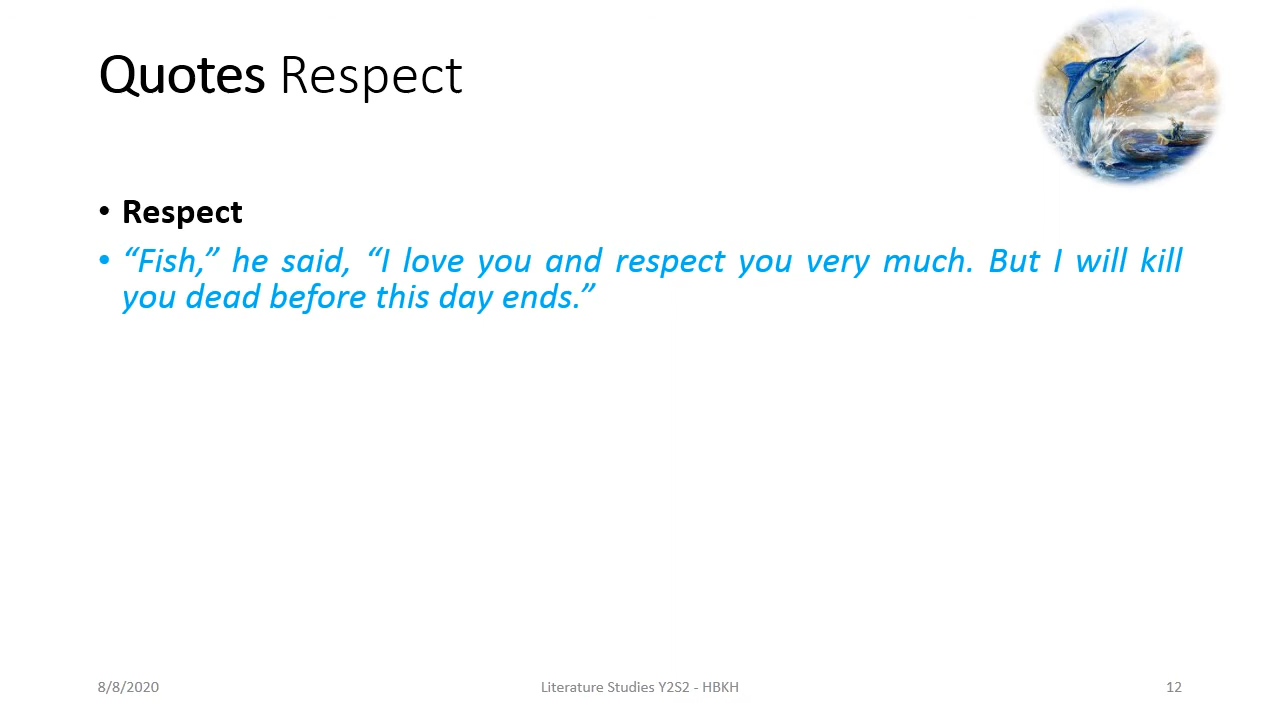 Quotes Respect
• Respect
• “Fish,” he said, “I love you and respect you very much. But I will kill
you dead before this day ends.”
8/8/2020
Literature Studies Y2S2 - HBKH
12